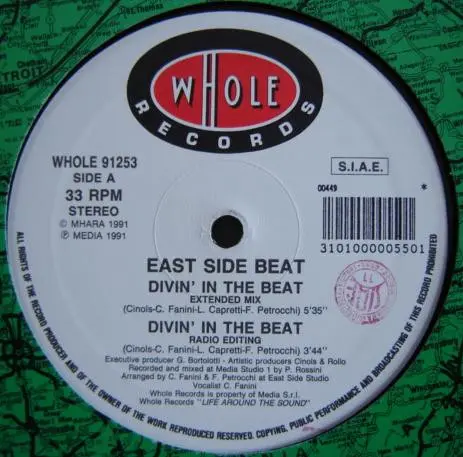 WHOLE
RECORDS
WHOLE 91253
SIDE A
33 RPM
STEREO
© MHARA 1991
℗ MEDIA 1991
S.I.A.E.
00449 *
3101000005501
EAST SIDE BEAT
DIVIN' IN THE BEAT
EXTENDED MIX
(Cinols-C. Fanini-L. Capretti-F. Petrocchi) 5'35"
DIVIN' IN THE BEAT
RADIO EDITING
(Cinols-C. Fanini-L. Capretti-F. Petrocchi) 3'44"
Executive producer G. Bortolotti - Artistic producers Cinols & Rollo
Recorded and mixed at Media Studio 1 by P. Rossini
Arranged by C. Fanini & F. Petrocchi at East Side Studio
Vocalist C. Fanini
Whole Records is property of Media S.r.l.
Whole Records "LIFE AROUND THE SOUND"
ALL RIGHTS OF THE RECORD PRODUCER AND OF THE OWNER OF THE WORK REPRODUCED RESERVED. COPYING, PUBLIC PERFORMANCE AND BROADCASTING OF THIS RECORD PROHIBITED